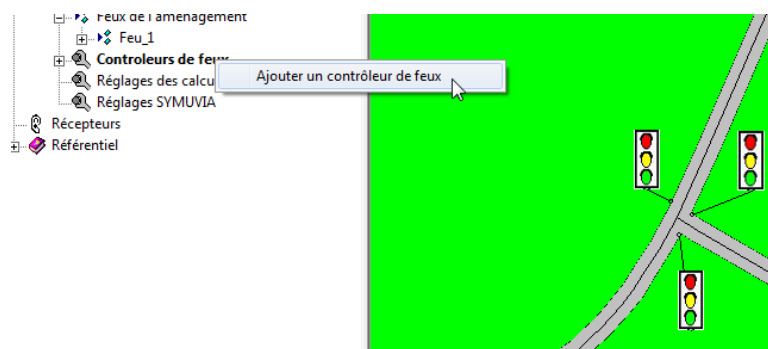 Feux de l'aménagement
Feu_1
Controleurs de feux
Ajouter un contrôleur de feux
Réglages des calcu
Réglages SYMUVIA
Récepteurs
Référentiel